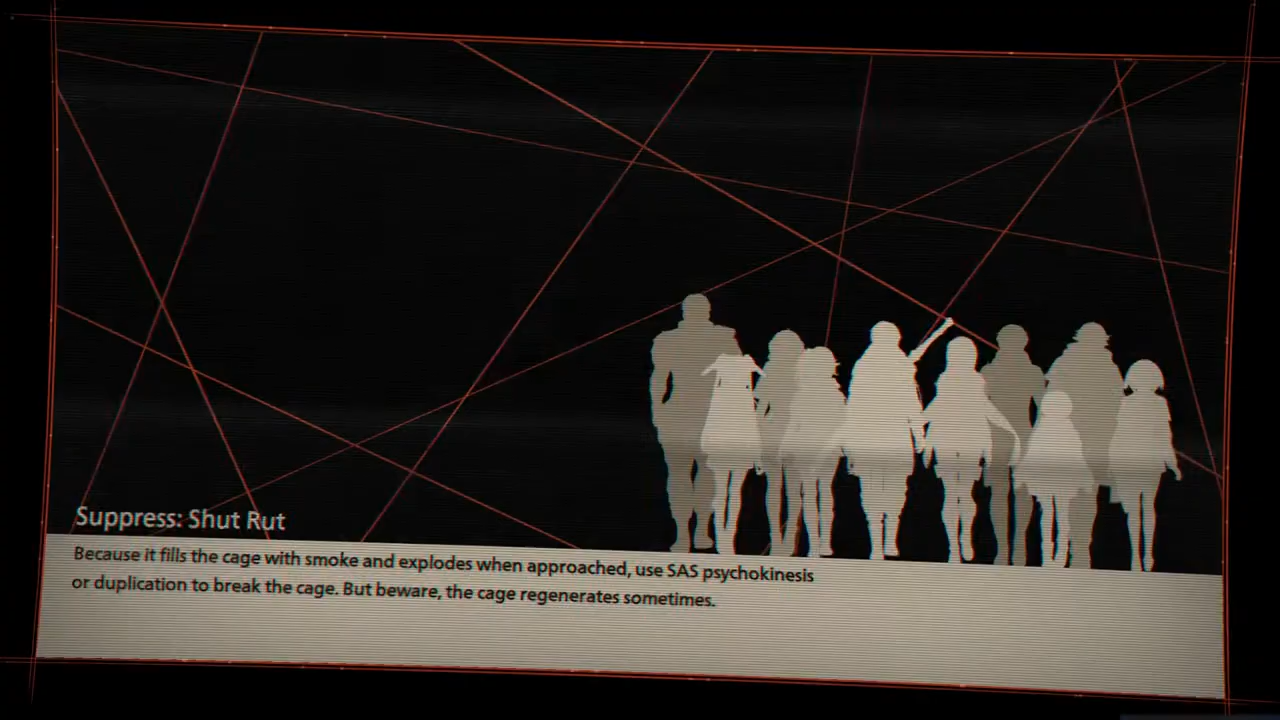 Suppress: Shut Rut
Because it fills the cage with smoke and explodes when approached, use SAS psychokinesis
or duplication to break the cage. But beware, the cage regenerates sometimes.